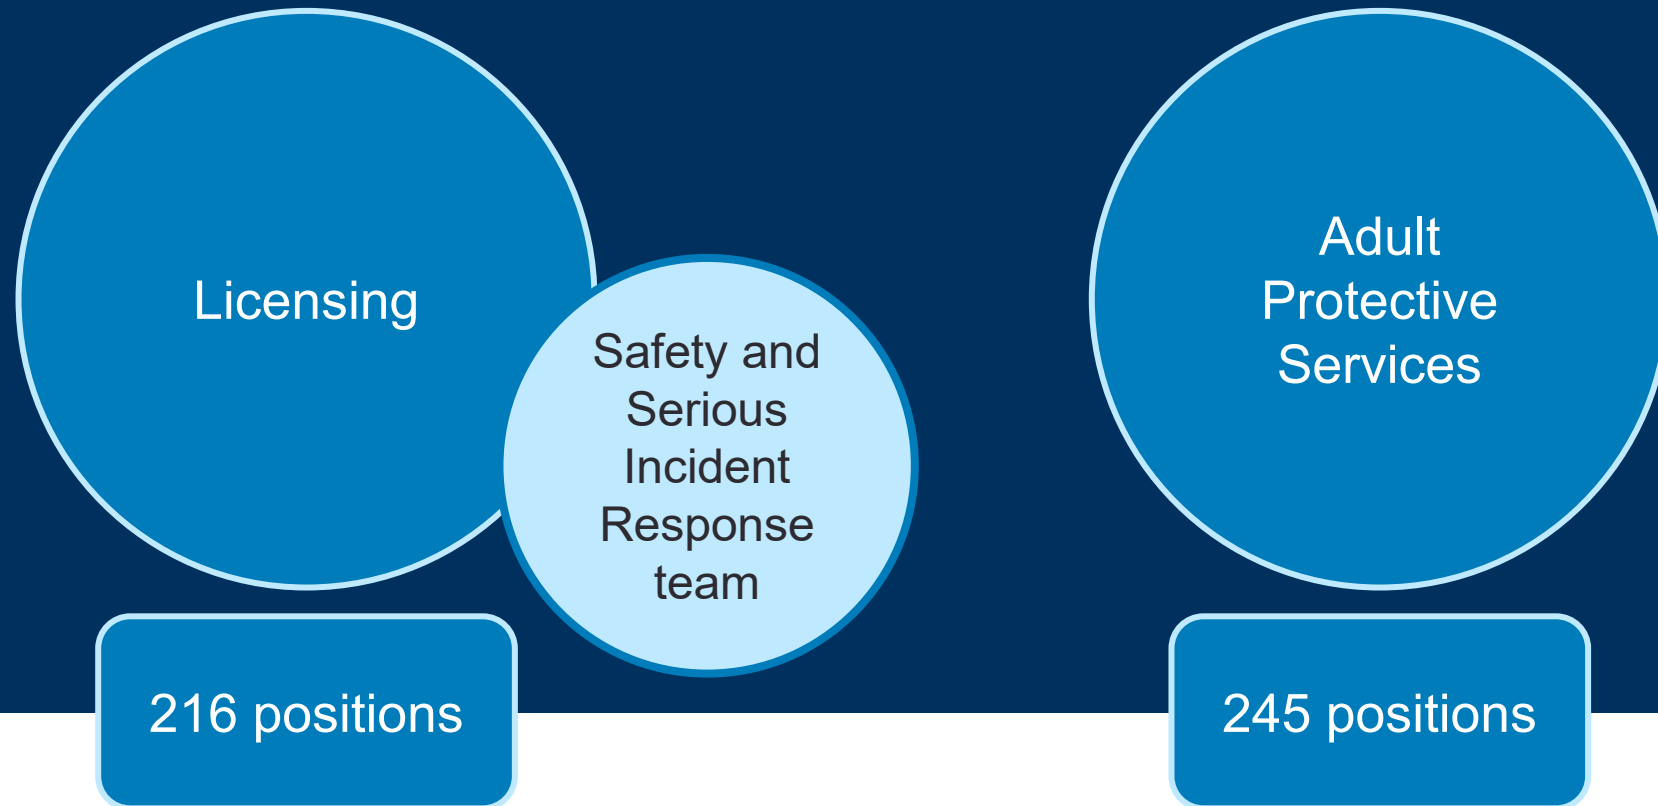 Licensing
Safety and
Serious
Incident
Response
team
Adult
Protective
Services
216 positions
245 positions